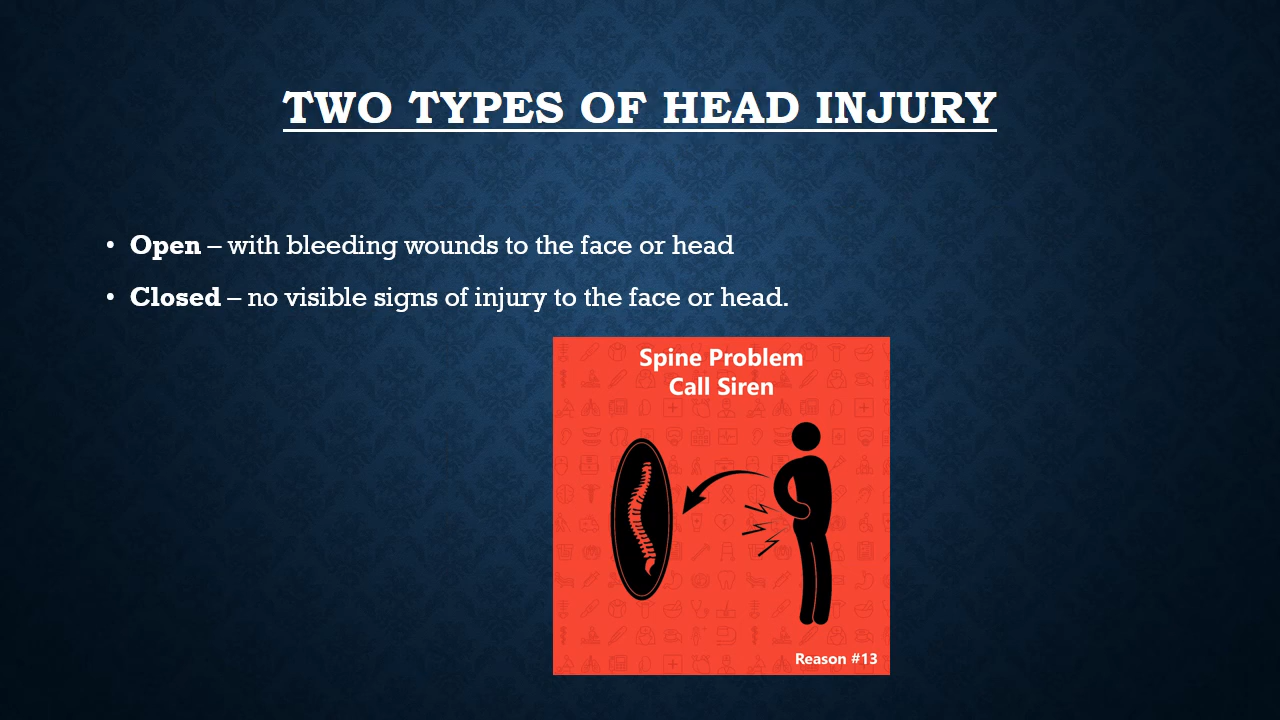 TWO TYPES OF HEAD INJURY
• Open – with bleeding wounds to the face or head
• Closed – no visible signs of injury to the face or head.
Spine Problem
Call Siren
Reason #13